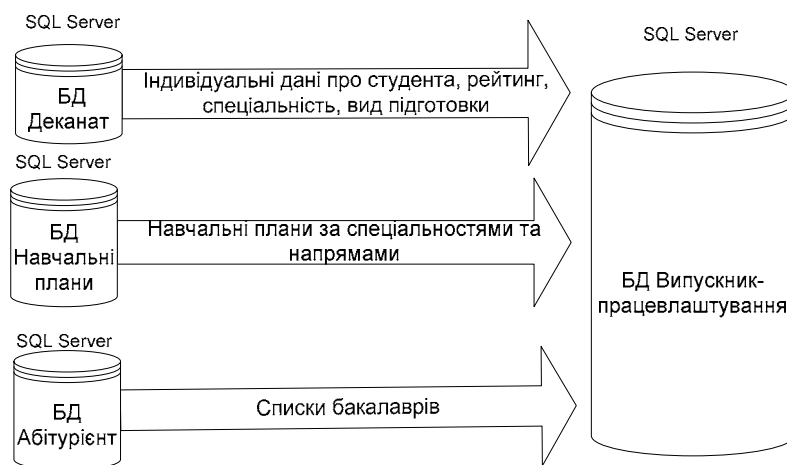 SQL Server
БД
Деканат
Індивідуальні дані про студента, рейтинг,
спеціальність, вид підготовки
SQL Server
БД
Навчальні
плани
Навчальні плани за спеціальностями та
напрямами
SQL Server
БД
Абітурієнт
Списки бакалаврів
SQL Server
БД Випускник-
працевлаштування